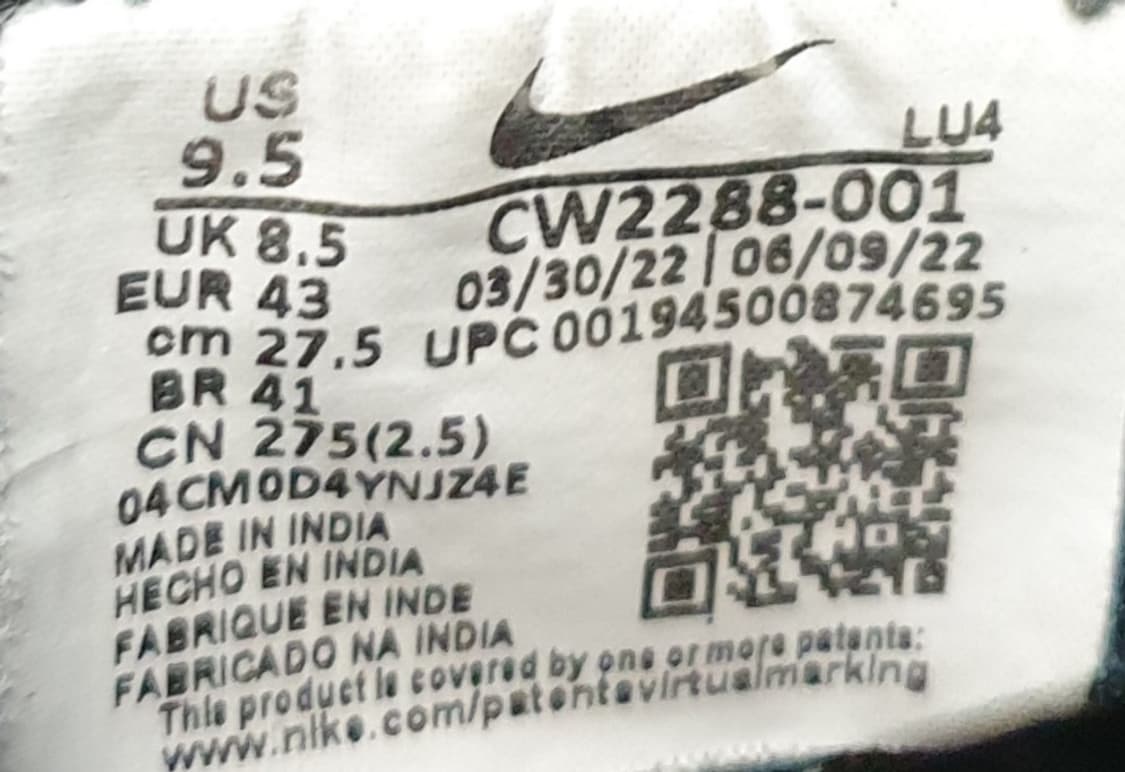 US
9.5
LU4
UK 8.5
CW2288-001
EUR 43
03/30/22 | 06/09/22
cm 27.5
UPC 00194500874695
BR 41
CN 275(2.5)
04CM0D4YNJZ4E
MADE IN INDIA
HECHO EN INDIA
FABRIQUE EN INDE
FABRICADO NA INDIA
This product is covered by one or more patents:
www.nike.com/patentsvirtualmarking